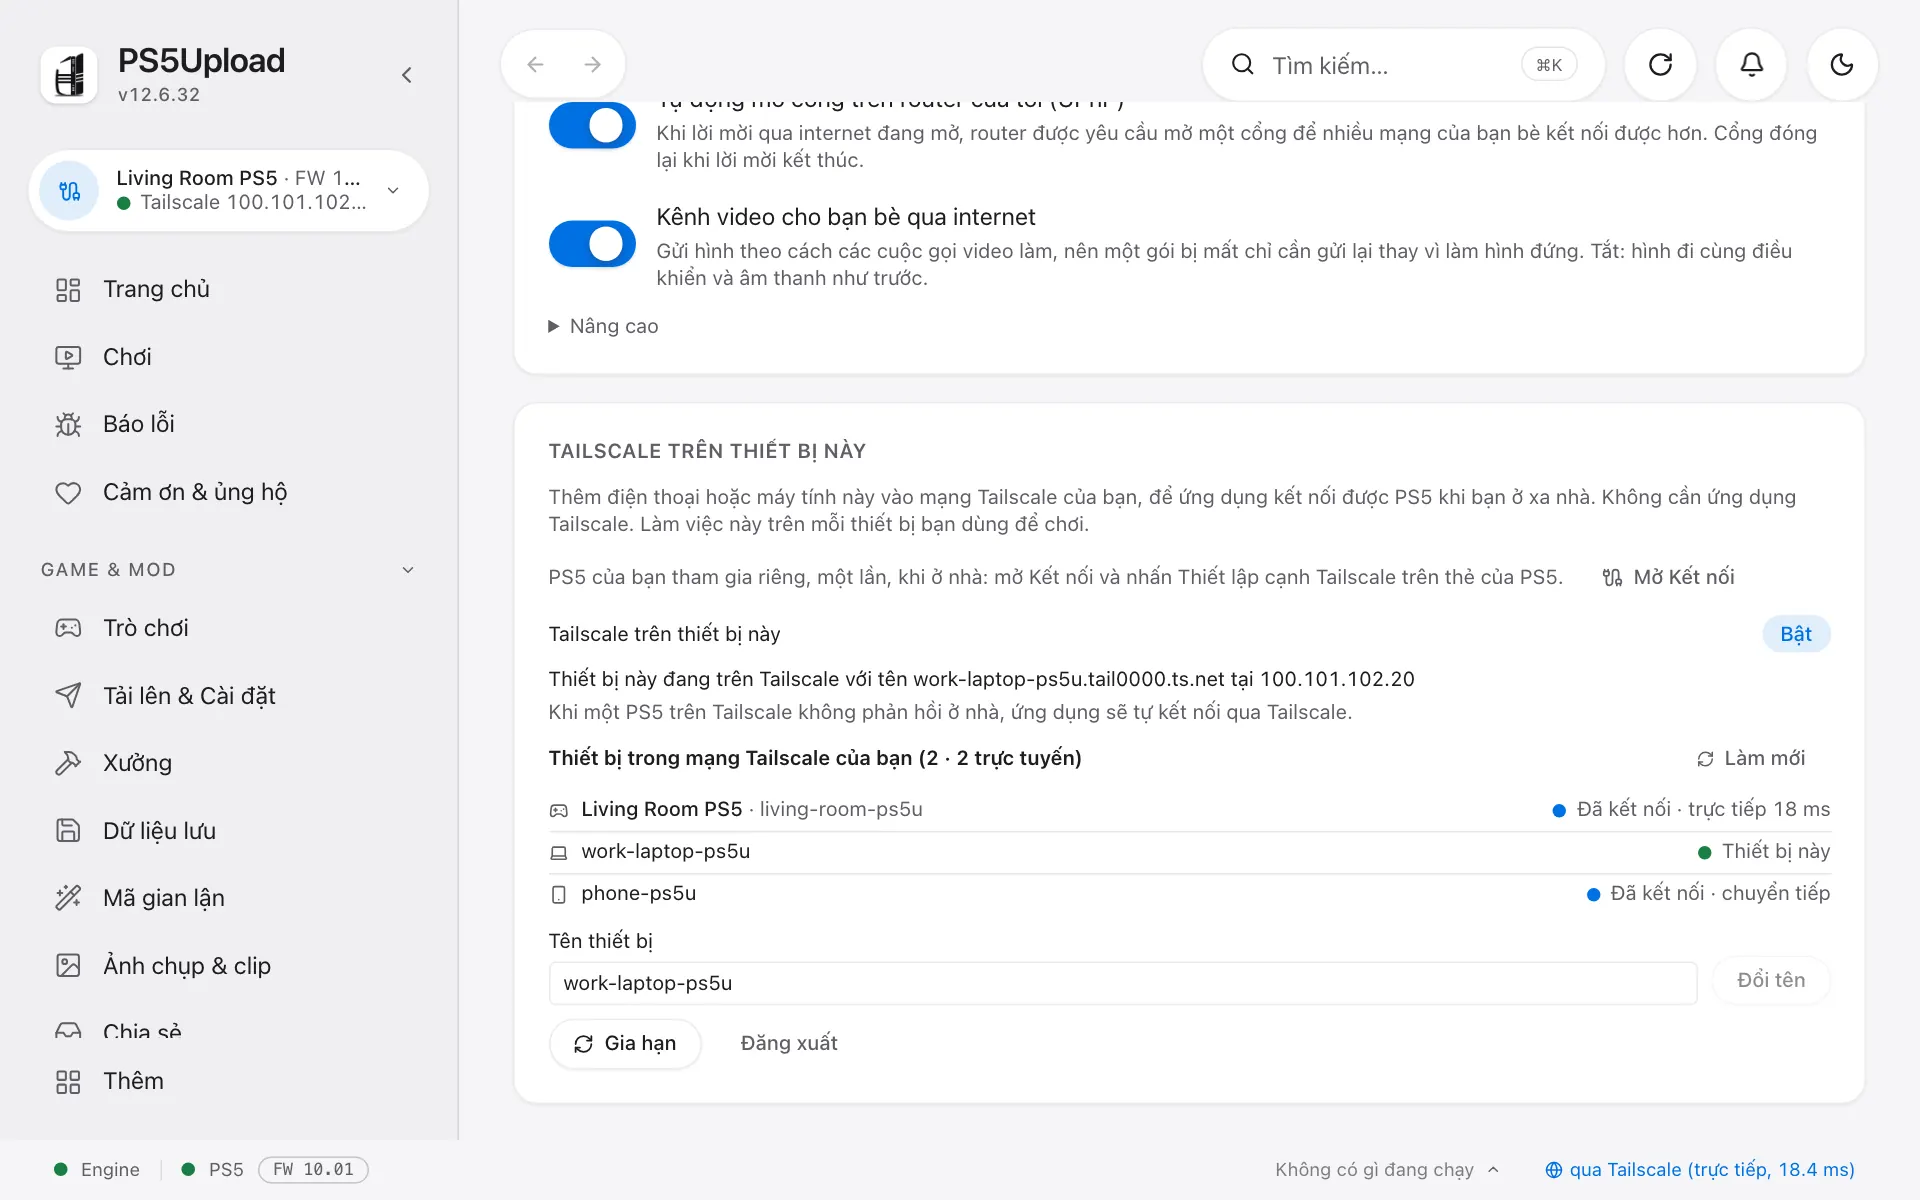 PS5Upload
v12.6.32
Living Room PS5 · FW 1...
Tailscale 100.101.102...
Trang chủ
Chơi
Báo lỗi
Cảm ơn & ủng hộ
GAME & MOD
Trò chơi
Tải lên & Cài đặt
Xưởng
Dữ liệu lưu
Mã gian lận
Ảnh chụp & clip
Chia sẻ
Thêm
Tìm kiếm...
⌘K
Tự động mở cổng trên router của tôi (UPnP)
Khi lời mời qua internet đang mở, router được yêu cầu mở một cổng để nhiều mạng của bạn bè kết nối được hơn. Cổng đóng
lại khi lời mời kết thúc.
Kênh video cho bạn bè qua internet
Gửi hình theo cách các cuộc gọi video làm, nên một gói bị mất chỉ cần gửi lại thay vì làm hình đứng. Tắt: hình đi cùng điều
khiển và âm thanh như trước.
Nâng cao
TAILSCALE TRÊN THIẾT BỊ NÀY
Thêm điện thoại hoặc máy tính này vào mạng Tailscale của bạn, để ứng dụng kết nối được PS5 khi bạn ở xa nhà. Không cần ứng dụng
Tailscale. Làm việc này trên mỗi thiết bị bạn dùng để chơi.
PS5 của bạn tham gia riêng, một lần, khi ở nhà: mở Kết nối và nhấn Thiết lập cạnh Tailscale trên thẻ của PS5.
Mở Kết nối
Tailscale trên thiết bị này
Bật
Thiết bị này đang trên Tailscale với tên work-laptop-ps5u.tail0000.ts.net tại 100.101.102.20
Khi một PS5 trên Tailscale không phản hồi ở nhà, ứng dụng sẽ tự kết nối qua Tailscale.
Thiết bị trong mạng Tailscale của bạn (2 · 2 trực tuyến)
Làm mới
Living Room PS5 · living-room-ps5u
Đã kết nối · trực tiếp 18 ms
work-laptop-ps5u
Thiết bị này
phone-ps5u
Đã kết nối · chuyển tiếp
Tên thiết bị
work-laptop-ps5u
Đổi tên
Gia hạn
Đăng xuất
Engine
PS5
FW 10.01
Không có gì đang chạy
qua Tailscale (trực tiếp, 18.4 ms)